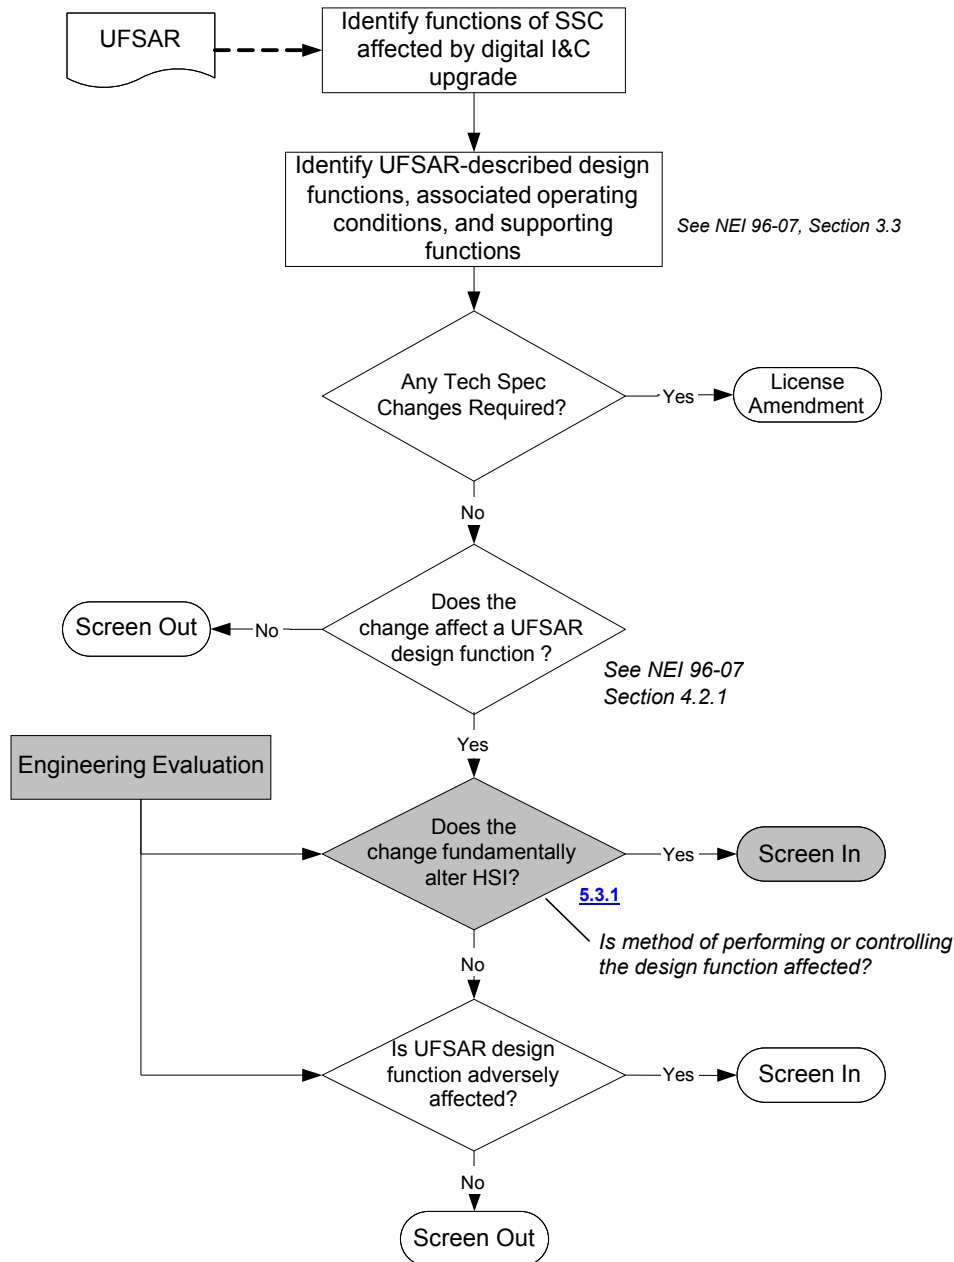 UFSAR
Identify functions of SSC
affected by digital I&C
upgrade
Identify UFSAR-described design
functions, associated operating
conditions, and supporting
functions
See NEI 96-07, Section 3.3
Any Tech Spec
Changes Required?
Yes
License
Amendment
No
Does the
change affect a UFSAR
design function ?
No
Screen Out
See NEI 96-07
Section 4.2.1
Yes
Engineering Evaluation
Does the
change fundamentally
alter HSI?
Yes
Screen In
5.3.1
Is method of performing or controlling
the design function affected?
No
Is UFSAR design
function adversely
affected?
Yes
Screen In
No
Screen Out